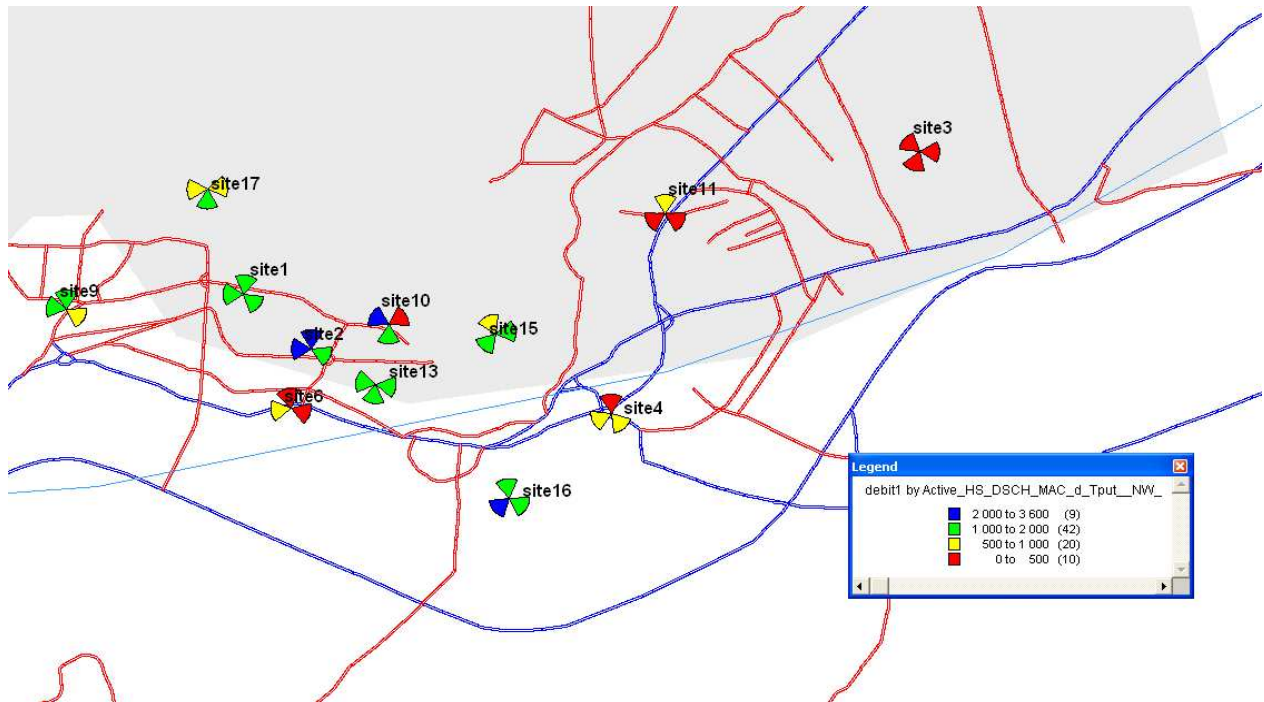 site3
site17
site11
site1
site9
site10
site2
site15
site13
site6
site4
site16
Legend
debit1 by Active_HS_DSCH_MAC_d_Tput__NW_
2 000 to 3 600 (9)
1 000 to 2 000 (42)
500 to 1 000 (20)
0 to 500 (10)